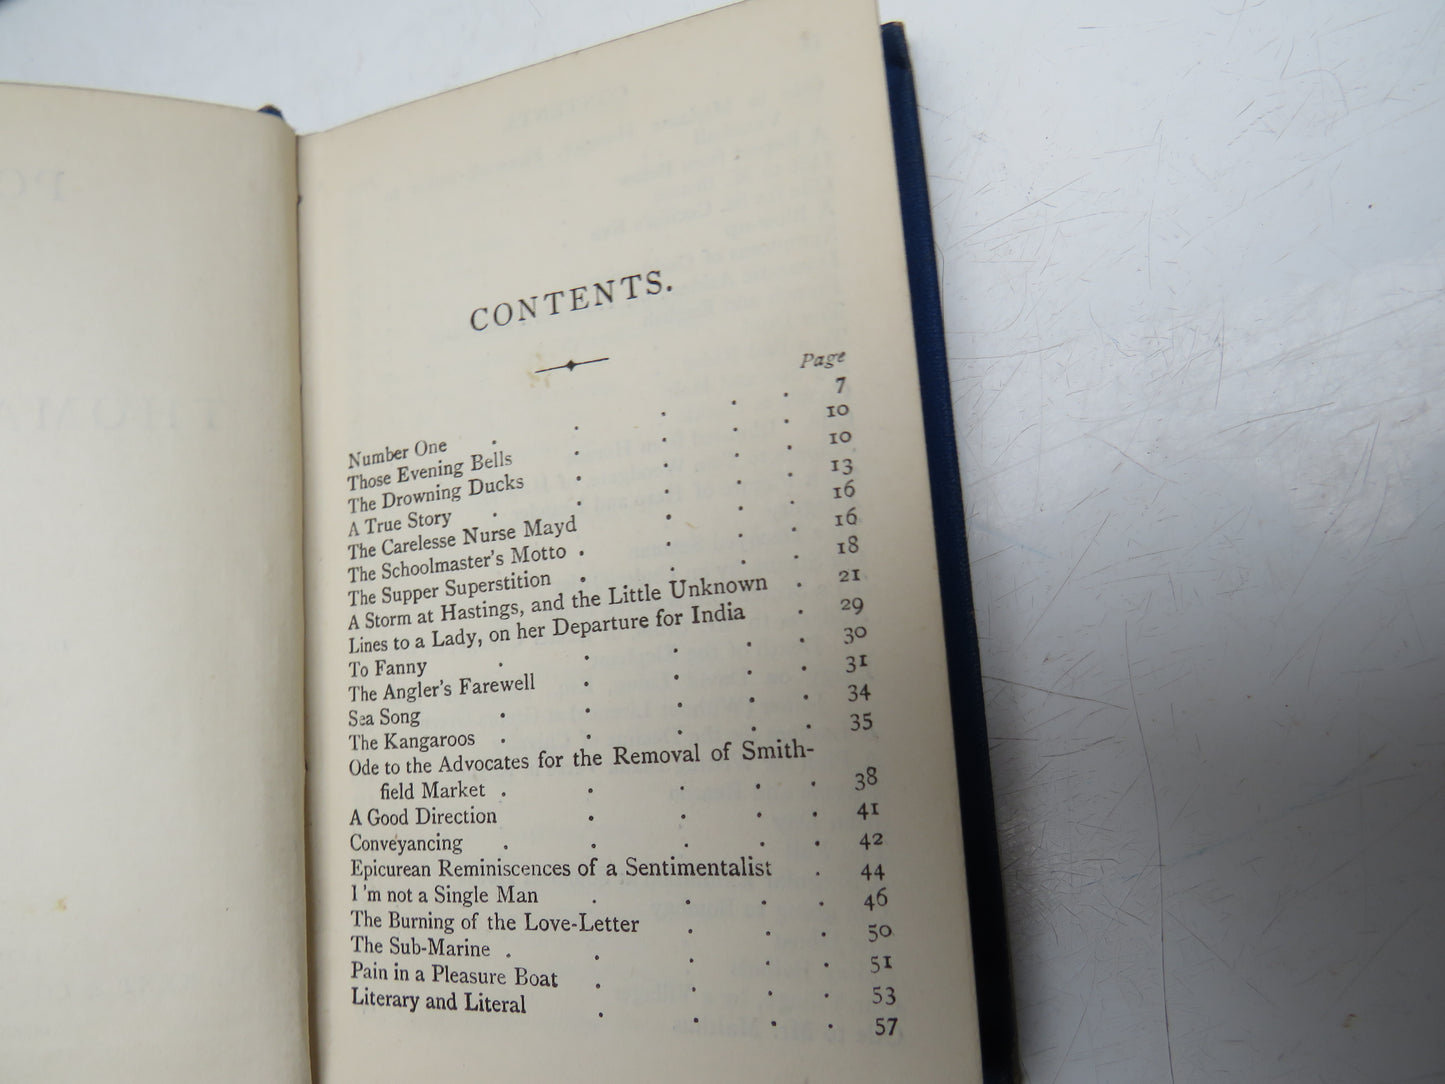 CONTENTS.
Page
Number One . . . . . 7
Those Evening Bells . . . . 10
The Drowning Ducks . . . . 10
A True Story . . . . . 13
The Carelesse Nurse Mayd . . . 16
The Schoolmaster's Motto . . . . 16
The Supper Superstition . . . . 18
A Storm at Hastings, and the Little Unknown . 21
Lines to a Lady, on her Departure for India . 29
To Fanny . . . . . 30
The Angler's Farewell . . . . 31
Sea Song . . . . . 34
The Kangaroos . . . . . 35
Ode to the Advocates for the Removal of Smith-
field Market . . . . . 38
A Good Direction . . . . 41
Conveyancing . . . . . 42
Epicurean Reminiscences of a Sentimentalist . 44
I'm not a Single Man . . . . 46
The Burning of the Love-Letter . . . 50
The Sub-Marine . . . . . 51
Pain in a Pleasure Boat . . . . 53
Literary and Literal . . . . 57